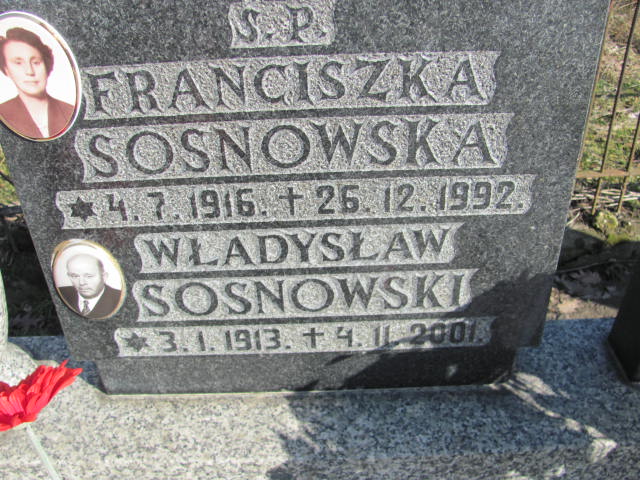 Ś.P.
FRANCISZKA
SOSNOWSKA
✶ 4.7.1916. ✝ 26.12.1992.
WŁADYSŁAW
SOSNOWSKI
✶ 3.1.1913. ✝ 4.11.2001.